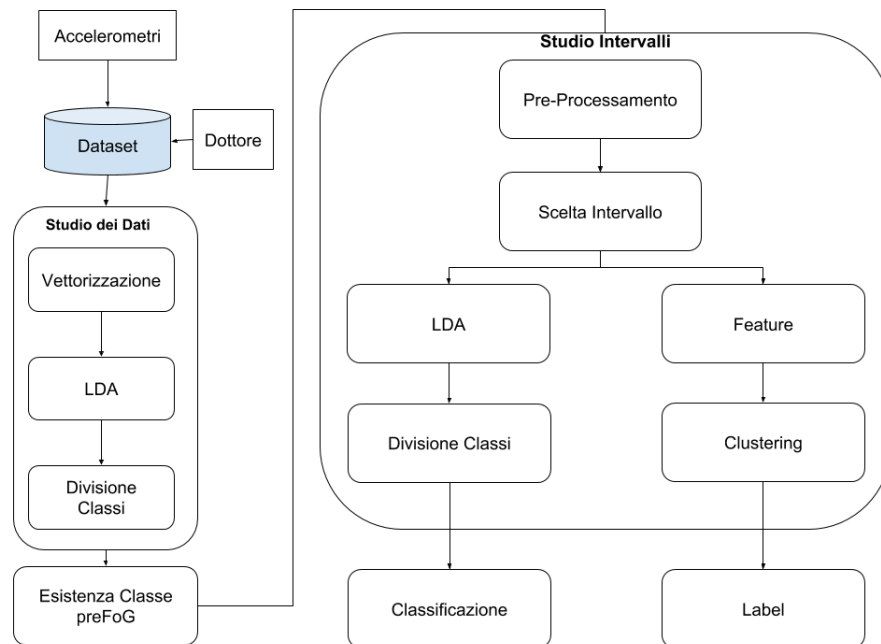 Accelerometri
Dataset
Dottore
Studio dei Dati
Vettorizzazione
LDA
Divisione
Classi
Esistenza Classe
preFoG
Studio Intervalli
Pre-Processamento
Scelta Intervallo
LDA
Feature
Divisione Classi
Clustering
Classificazione
Label